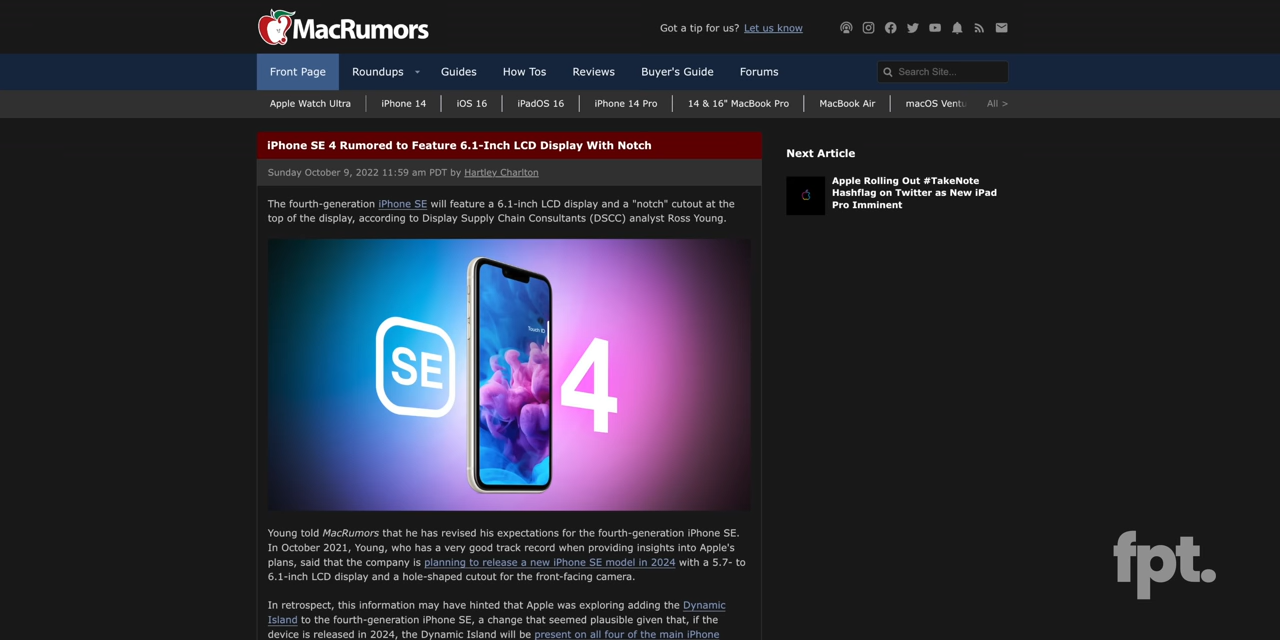 MacRumors
Got a tip for us? Let us know
Front Page Roundups Guides How Tos Reviews Buyer's Guide Forums Search Site...
Apple Watch Ultra iPhone 14 iOS 16 iPadOS 16 iPhone 14 Pro 14 & 16" MacBook Pro MacBook Air macOS Ventu All >
iPhone SE 4 Rumored to Feature 6.1-Inch LCD Display With Notch
Sunday October 9, 2022 11:59 am PDT by Hartley Charlton
The fourth-generation iPhone SE will feature a 6.1-inch LCD display and a "notch" cutout at the
top of the display, according to Display Supply Chain Consultants (DSCC) analyst Ross Young.
SE
Touch ID
4
Young told MacRumors that he has revised his expectations for the fourth-generation iPhone SE.
In October 2021, Young, who has a very good track record when providing insights into Apple's
plans, said that the company is planning to release a new iPhone SE model in 2024 with a 5.7- to
6.1-inch LCD display and a hole-shaped cutout for the front-facing camera.
In retrospect, this information may have hinted that Apple was exploring adding the Dynamic
Island to the fourth-generation iPhone SE, a change that seemed plausible given that, if the
device is released in 2024, the Dynamic Island will be present on all four of the main iPhone
Next Article
Apple Rolling Out #TakeNote
Hashflag on Twitter as New iPad
Pro Imminent
fpt.